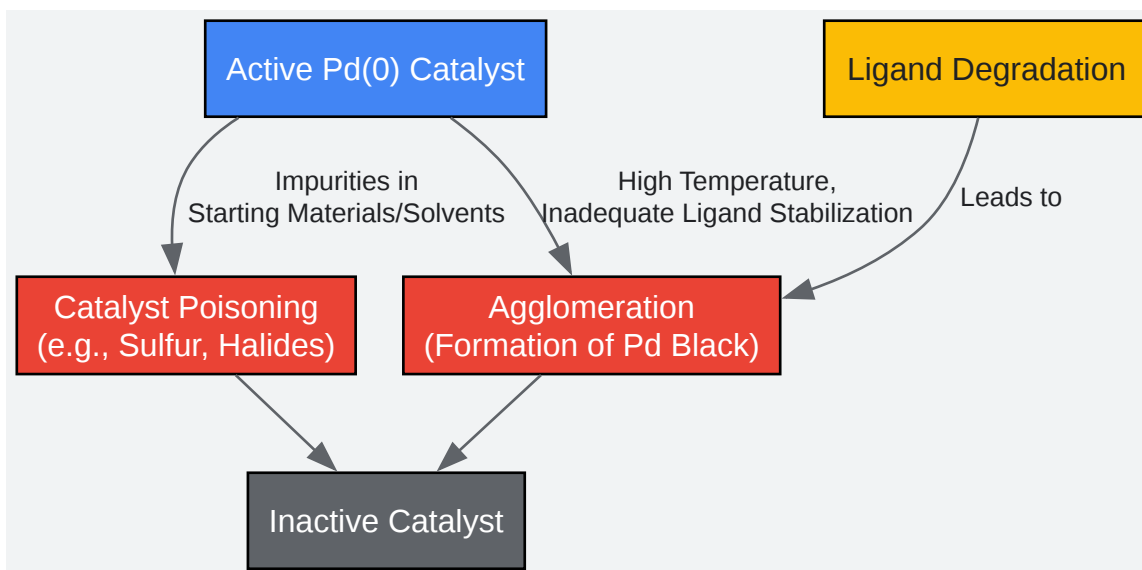 Active Pd(0) Catalyst
Ligand Degradation
Impurities in
Starting Materials/Solvents
High Temperature,
Inadequate Ligand Stabilization
Leads to
Catalyst Poisoning
(e.g., Sulfur, Halides)
Agglomeration
(Formation of Pd Black)
Inactive Catalyst